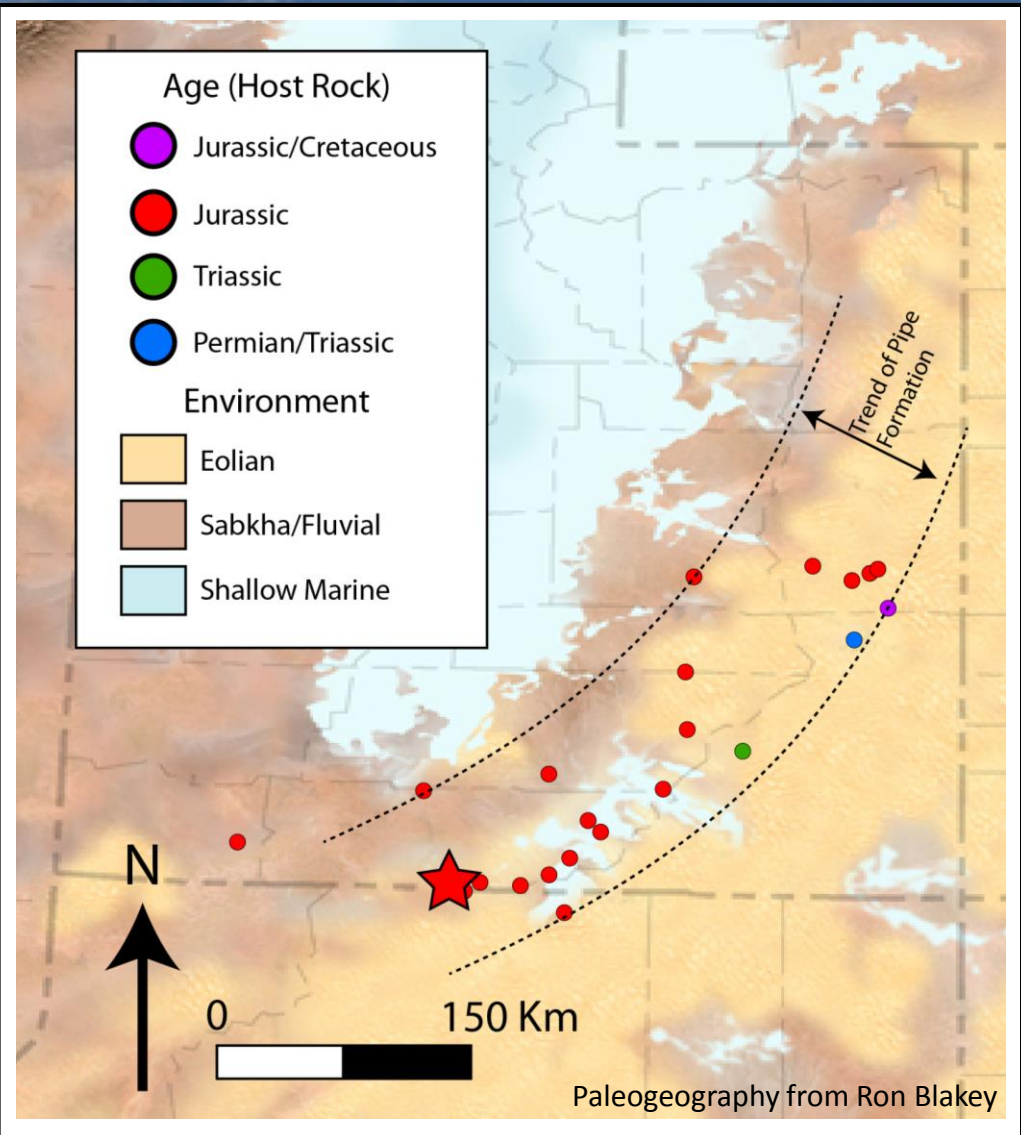 Age (Host Rock)
Jurassic/Cretaceous
Jurassic
Triassic
Permian/Triassic
Environment
Eolian
Sabkha/Fluvial
Shallow Marine
Trend of Pipe
Formation
N
0 150 Km
Paleogeography from Ron Blakey